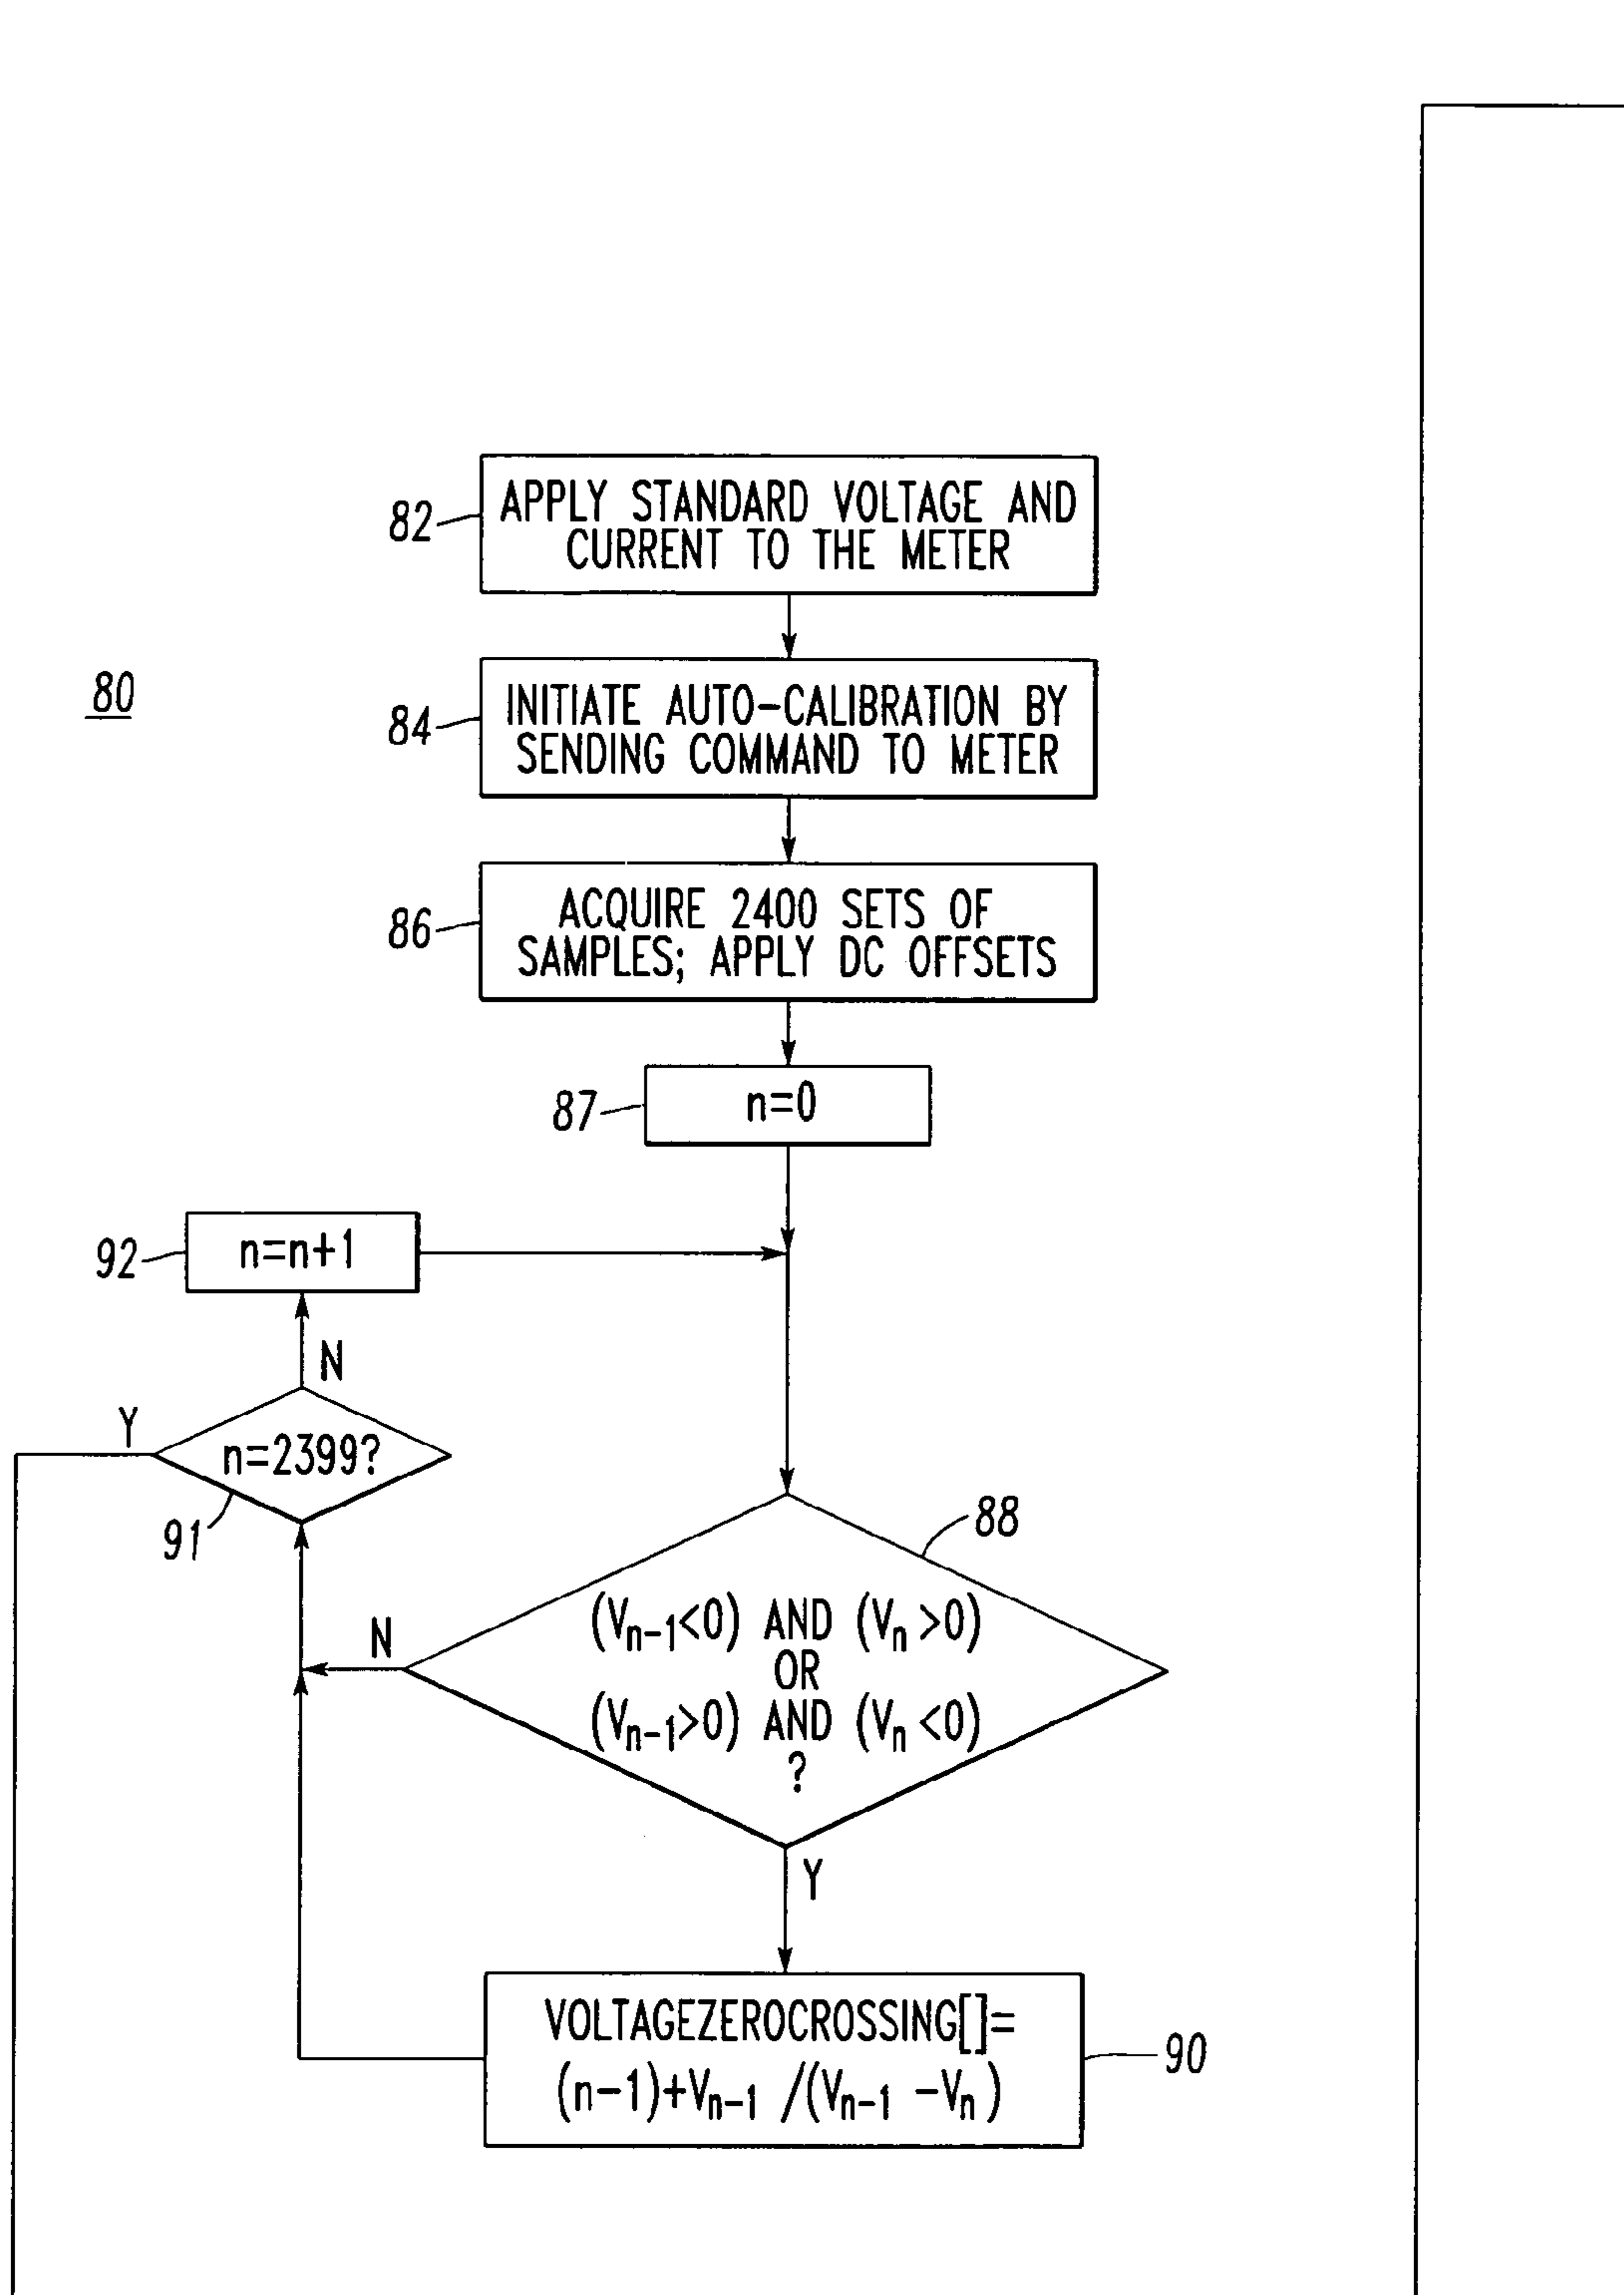 82
APPLY STANDARD VOLTAGE AND
CURRENT TO THE METER
80
84
INITIATE AUTO-CALIBRATION BY
SENDING COMMAND TO METER
86
ACQUIRE 2400 SETS OF
SAMPLES; APPLY DC OFFSETS
87
n=0
92
n=n+1
N
Y
n=2399?
91
88
N
(Vn-1<0) AND (Vn >0)
OR
(Vn-1>0) AND (Vn <0)
?
Y
VOLTAGEZEROCROSSING[]=
(n-1)+Vn-1 /(Vn-1 -Vn )
90